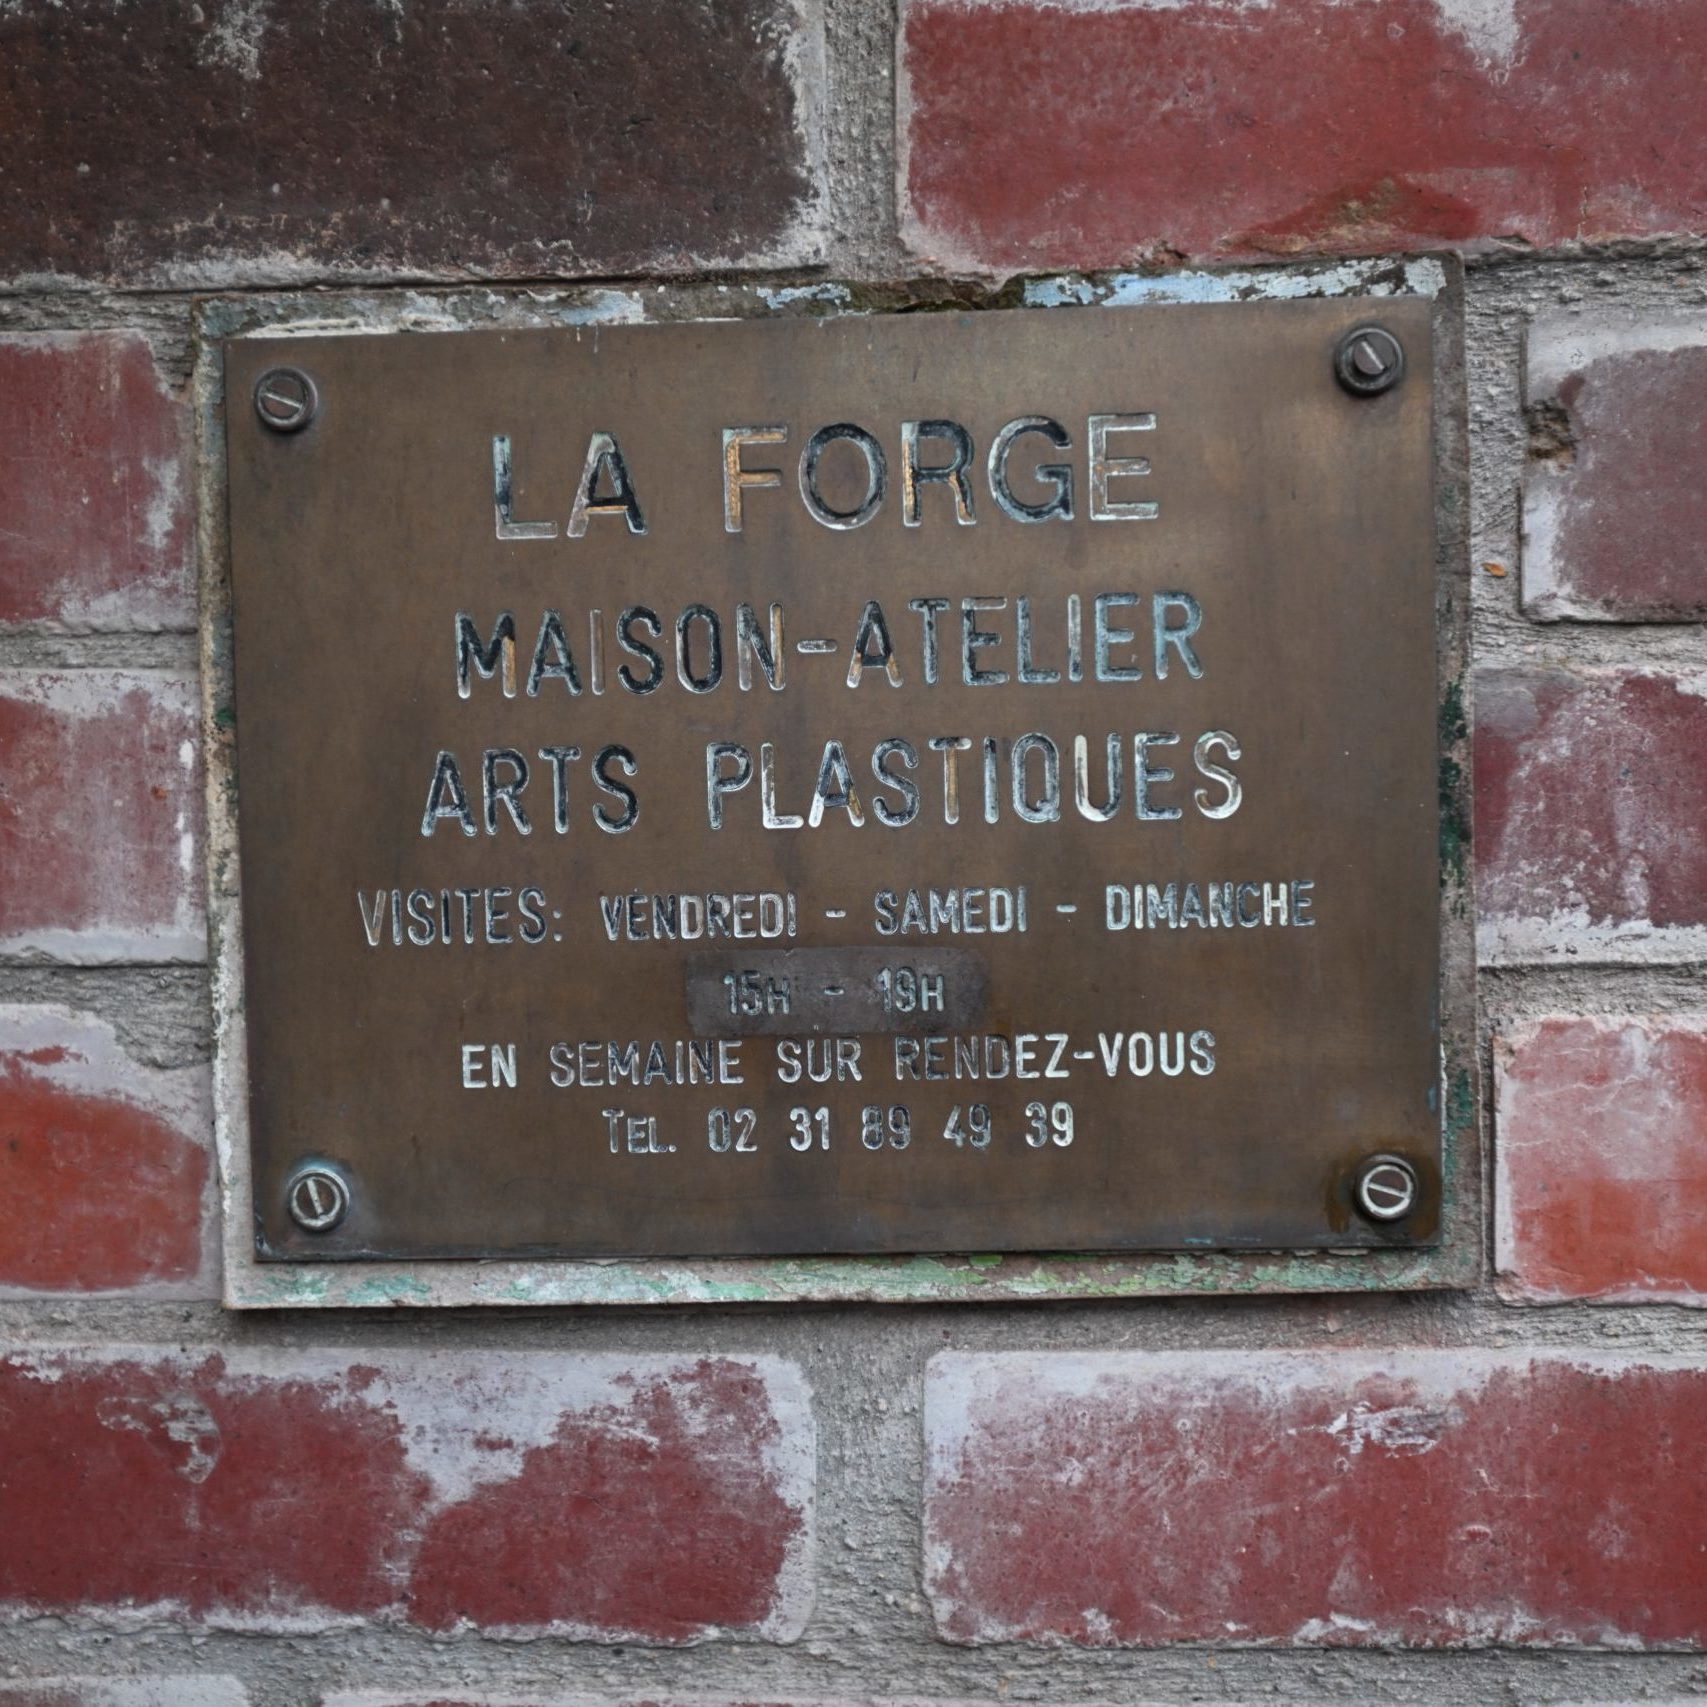 LA FORGE
MAISON-ATELIER
ARTS PLASTIQUES
VISITES: VENDREDI - SAMEDI - DIMANCHE
15H - 19H
EN SEMAINE SUR RENDEZ-VOUS
TEL. 02 31 89 49 39